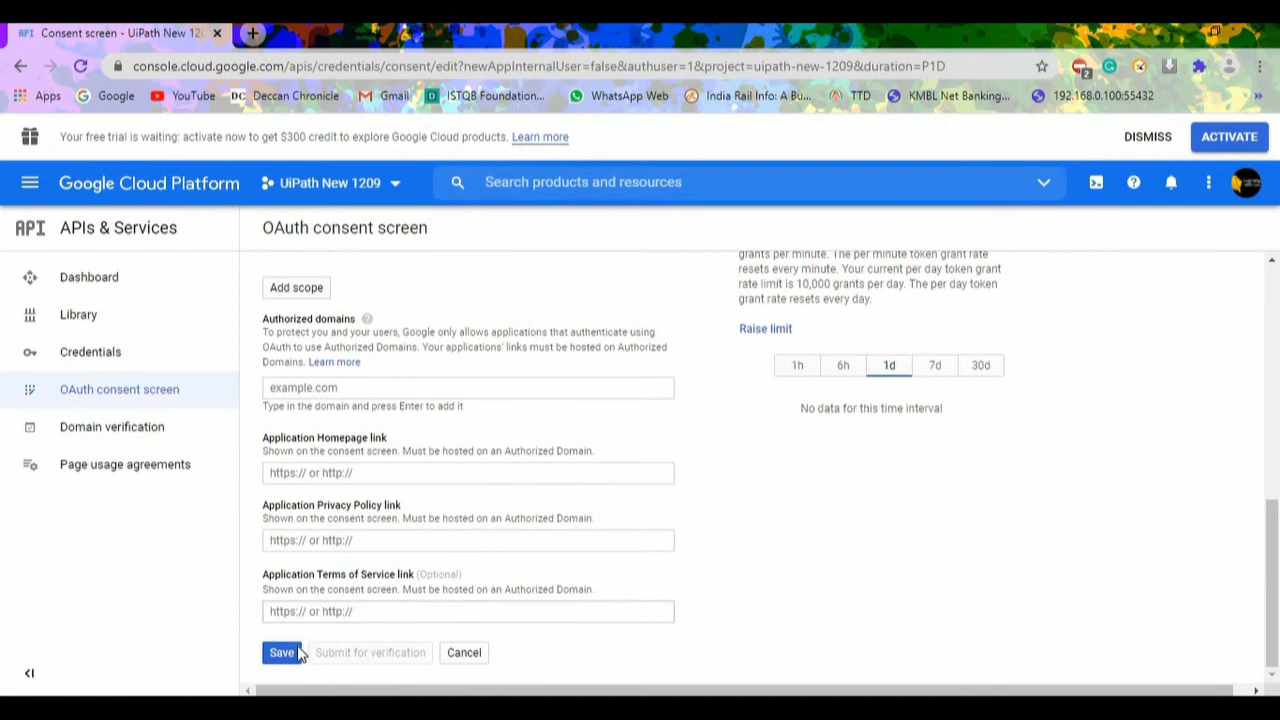 API Consent screen - UiPath New 120
console.cloud.google.com/apis/credentials/consent/edit?newAppInternalUser=false&authuser=1&project=uipath-new-1209&duration=P1D
2
Apps Google YouTube DC Deccan Chronicle Gmail ISTQB Foundation... WhatsApp Web India Rail Info: A Bu... TTD KMBL Net Banking... 192.168.0.100:55432 »
Your free trial is waiting: activate now to get $300 credit to explore Google Cloud products. Learn more DISMISS ACTIVATE
Google Cloud Platform UiPath New 1209 Search products and resources
API APIs & Services
Dashboard
Library
Credentials
OAuth consent screen
Domain verification
Page usage agreements
OAuth consent screen
Add scope
Authorized domains
To protect you and your users, Google only allows applications that authenticate using
OAuth to use Authorized Domains. Your applications' links must be hosted on Authorized
Domains. Learn more
example.com
Type in the domain and press Enter to add it
Application Homepage link
Shown on the consent screen. Must be hosted on an Authorized Domain.
https:// or http://
Application Privacy Policy link
Shown on the consent screen. Must be hosted on an Authorized Domain.
https:// or http://
Application Terms of Service link (Optional)
Shown on the consent screen. Must be hosted on an Authorized Domain.
https:// or http://
Save Submit for verification Cancel
grants per minute. The per minute token grant rate
resets every minute. Your current per day token grant
rate limit is 10,000 grants per day. The per day token
grant rate resets every day.
Raise limit
1h 6h 1d 7d 30d
No data for this time interval